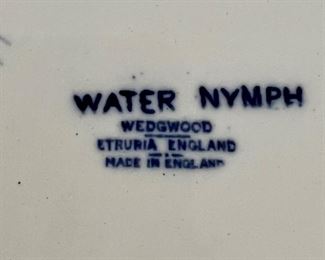 WATER NYMPH
WEDGWOOD
ETRURIA ENGLAND
MADE IN ENGLAND